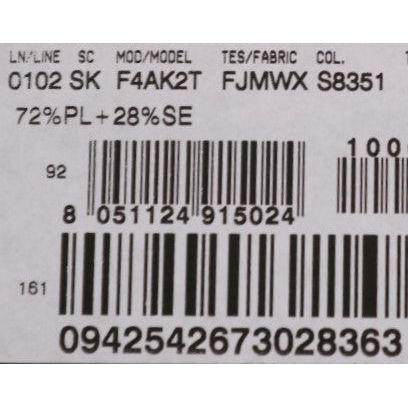 LN/LINE SC MOD/MODEL TES/FABRIC COL.
0102 SK F4AK2T FJMWX S8351
72%PL+28%SE
100
92
8 051124 915024
161
0942542673028363